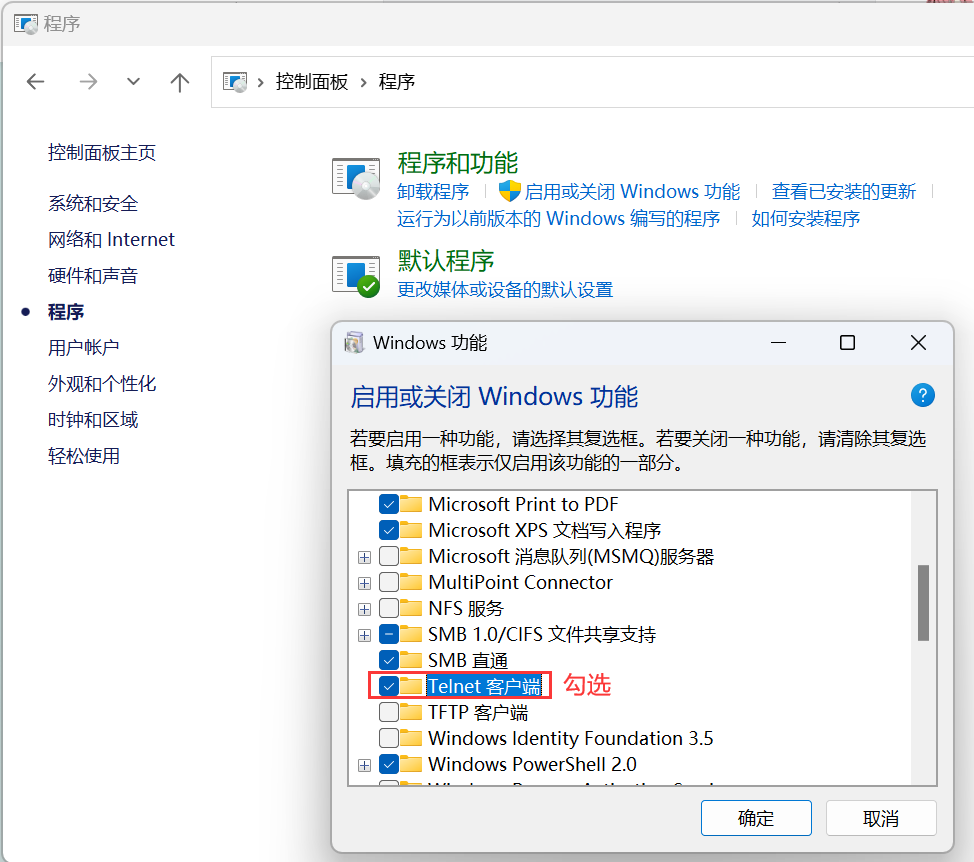 程序
控制面板 › 程序
控制面板主页
系统和安全
网络和 Internet
硬件和声音
程序
用户帐户
外观和个性化
时钟和区域
轻松使用
程序和功能
卸载程序 启用或关闭 Windows 功能 查看已安装的更新
运行为以前版本的 Windows 编写的程序 如何安装程序
默认程序
更改媒体或设备的默认设置
Windows 功能
启用或关闭 Windows 功能
若要启用一种功能，请选择其复选框。若要关闭一种功能，请清除其复选
框。填充的框表示仅启用该功能的一部分。
Microsoft Print to PDF
Microsoft XPS 文档写入程序
Microsoft 消息队列(MSMQ)服务器
MultiPoint Connector
NFS 服务
SMB 1.0/CIFS 文件共享支持
SMB 直通
Telnet 客户端 勾选
TFTP 客户端
Windows Identity Foundation 3.5
Windows PowerShell 2.0
确定 取消